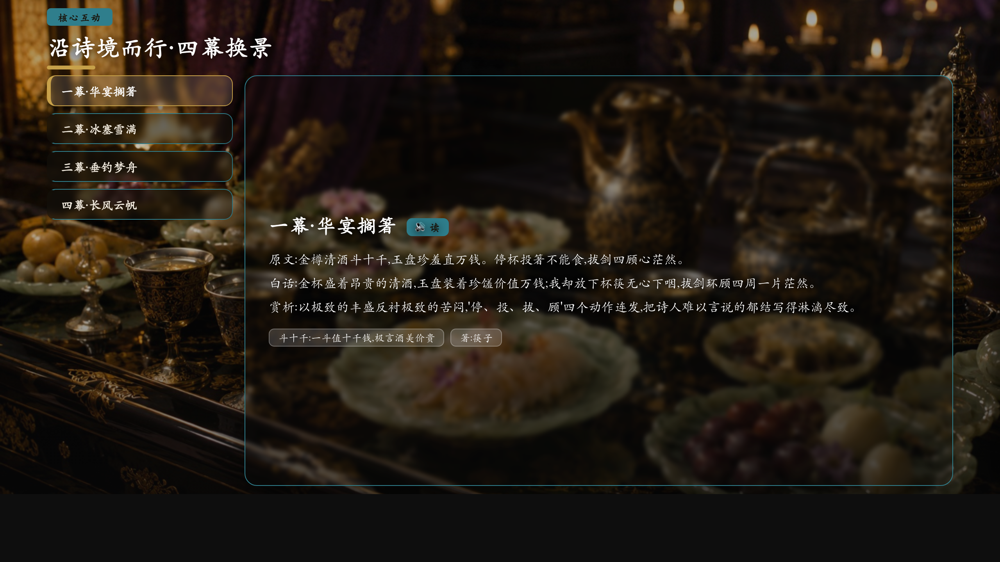 核心互动
沿诗境而行·四幕换景
一幕·华宴搁箸
二幕·冰塞雪满
三幕·垂钓梦舟
四幕·长风云帆
一幕·华宴搁箸
读
原文:金樽清酒斗十千,玉盘珍羞直万钱。停杯投箸不能食,拔剑四顾心茫然。
白话:金杯盛着昂贵的清酒,玉盘装着珍馐价值万钱;我却放下杯筷无心下咽,拔剑环顾四周一片茫然。
赏析:以极致的丰盛反衬极致的苦闷,'停、投、拔、顾'四个动作连发,把诗人难以言说的郁结写得淋漓尽致。
斗十千:一斗值十千钱,极言酒美价贵
箸:筷子